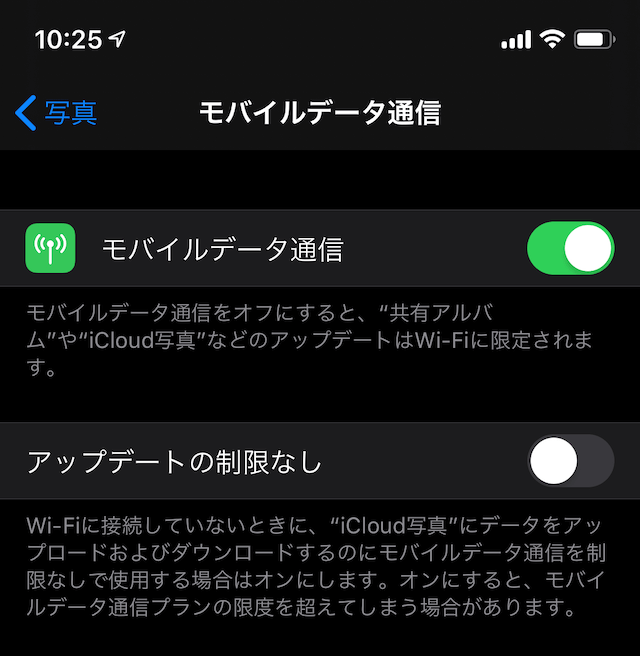 10:25
写真
モバイルデータ通信
モバイルデータ通信
モバイルデータ通信をオフにすると、“共有アルバ
ム”や“iCloud写真”などのアップデートはWi-Fiに限定されま
す。
アップデートの制限なし
Wi-Fiに接続していないときに、“iCloud写真”にデータをアッ
プロードおよびダウンロードするのにモバイルデータ通信を制
限なしで使用する場合はオンにします。オンにすると、モバイ
ルデータ通信プランの限度を超えてしまう場合があります。